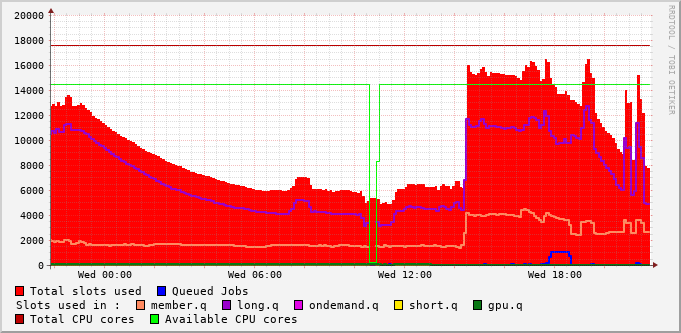 20000
18000
16000
14000
12000
10000
8000
6000
4000
2000
0
Wed 00:00 Wed 06:00 Wed 12:00 Wed 18:00
RRDTOOL / TOBI OETIKER
Total slots used Queued Jobs
Slots used in : member.q long.q ondemand.q short.q gpu.q
Total CPU cores Available CPU cores